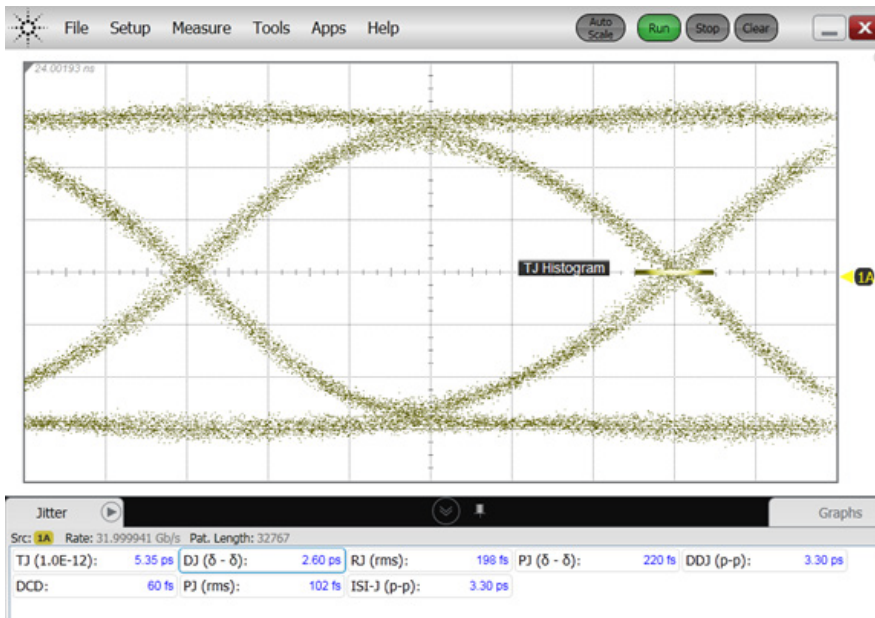 File Setup Measure Tools Apps Help Auto Scale Run Stop Clear
24.00193 ns
TJ Histogram
1A
Jitter Graphs
Src: 1A Rate: 31.999941 Gb/s Pat. Length: 32767
TJ (1.0E-12): 5.35 ps DJ (δ - δ): 2.60 ps RJ (rms): 198 fs PJ (δ - δ): 220 fs DDJ (p-p): 3.30 ps
DCD: 60 fs PJ (rms): 102 fs ISI-J (p-p): 3.30 ps